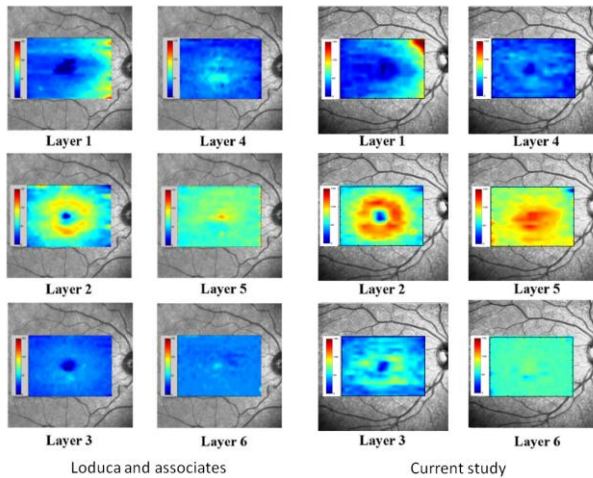 Layer 1 Layer 4 Layer 1 Layer 4
Layer 2 Layer 5 Layer 2 Layer 5
Layer 3 Layer 6 Layer 3 Layer 6
Loduca and associates Current study